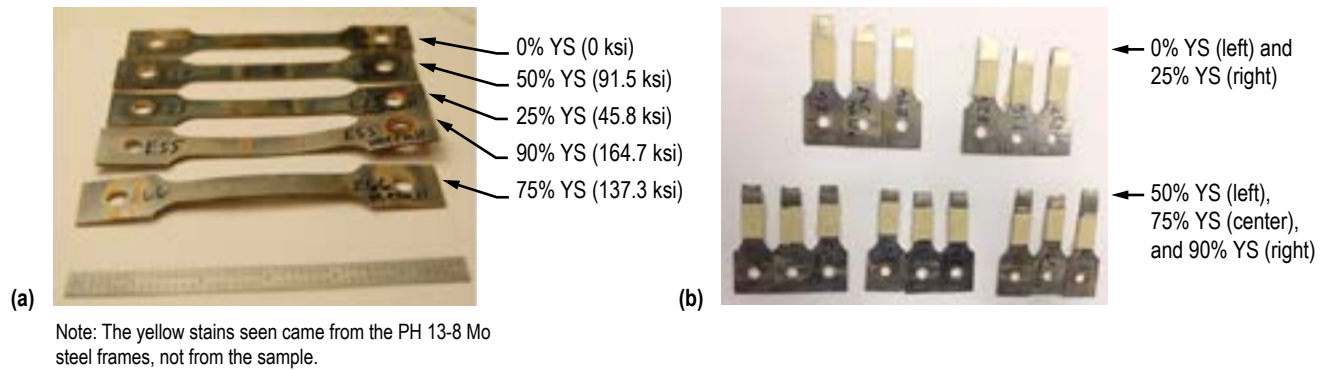 0% YS (0 ksi)
50% YS (91.5 ksi)
25% YS (45.8 ksi)
90% YS (164.7 ksi)
75% YS (137.3 ksi)
(a)
Note: The yellow stains seen came from the PH 13-8 Mo
steel frames, not from the sample.
0% YS (left) and
25% YS (right)
50% YS (left),
75% YS (center),
and 90% YS (right)
(b)